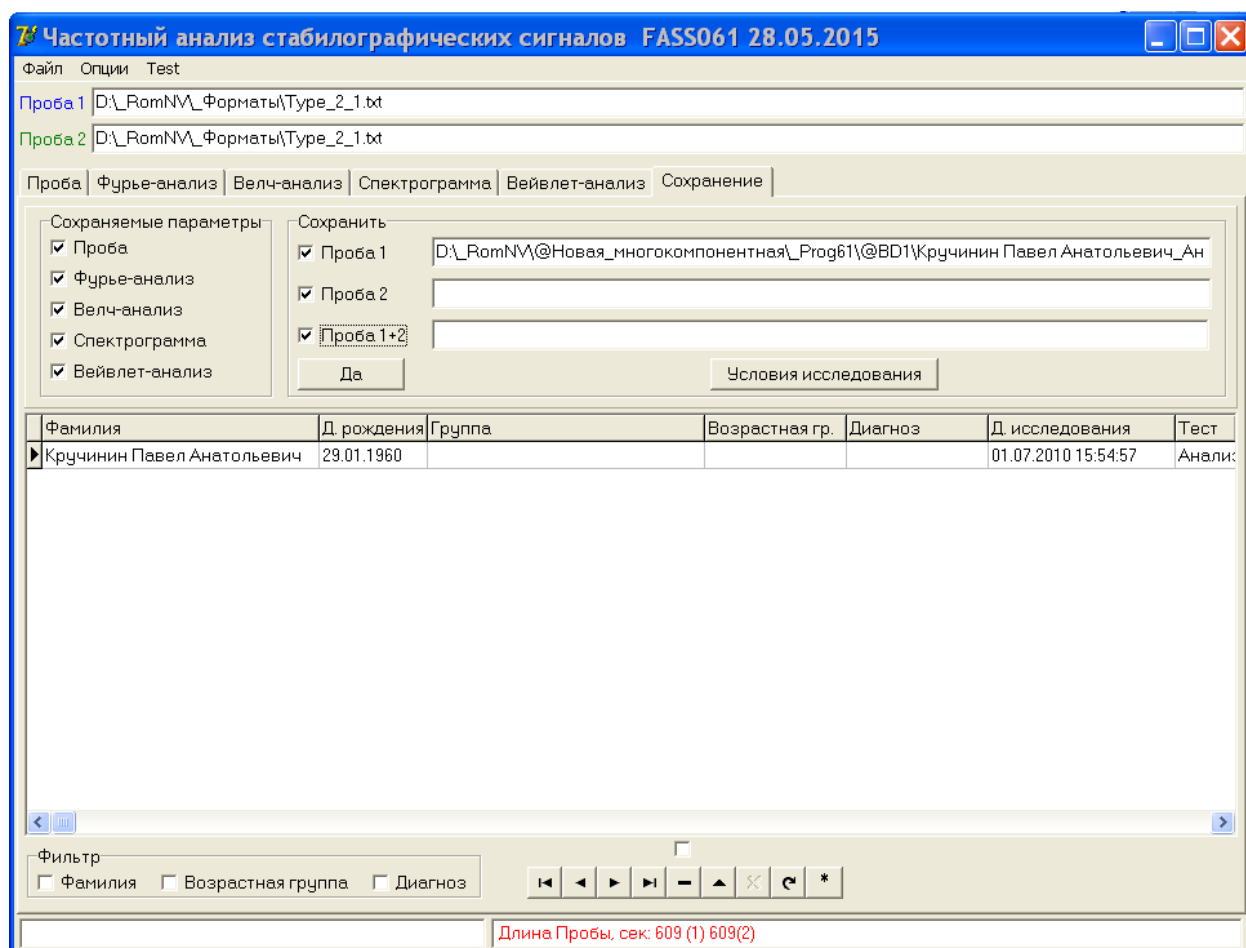 Частотный анализ стабилографических сигналов FASS061 28.05.2015
Файл Опции Test
Проба 1 D:\_RomNV\_Форматы\Type_2_1.txt
Проба 2 D:\_RomNV\_Форматы\Type_2_1.txt
Проба Фурье-анализ Велч-анализ Спектрограмма Вейвлет-анализ Сохранение
Сохраняемые параметры
Проба
Фурье-анализ
Велч-анализ
Спектрограмма
Вейвлет-анализ
Сохранить
Проба 1 D:\_RomNV\@Новая_многокомпонентная\_Prog61\@BD1\Кручинин Павел Анатольевич_Ан
Проба 2
Проба 1+2
Да Условия исследования
Фамилия Д. рождения Группа Возрастная гр. Диагноз Д. исследования Тест
Кручинин Павел Анатольевич 29.01.1960 01.07.2010 15:54:57 Анализ
Фильтр
Фамилия Возрастная группа Диагноз
Длина Пробы, сек: 609 (1) 609(2)